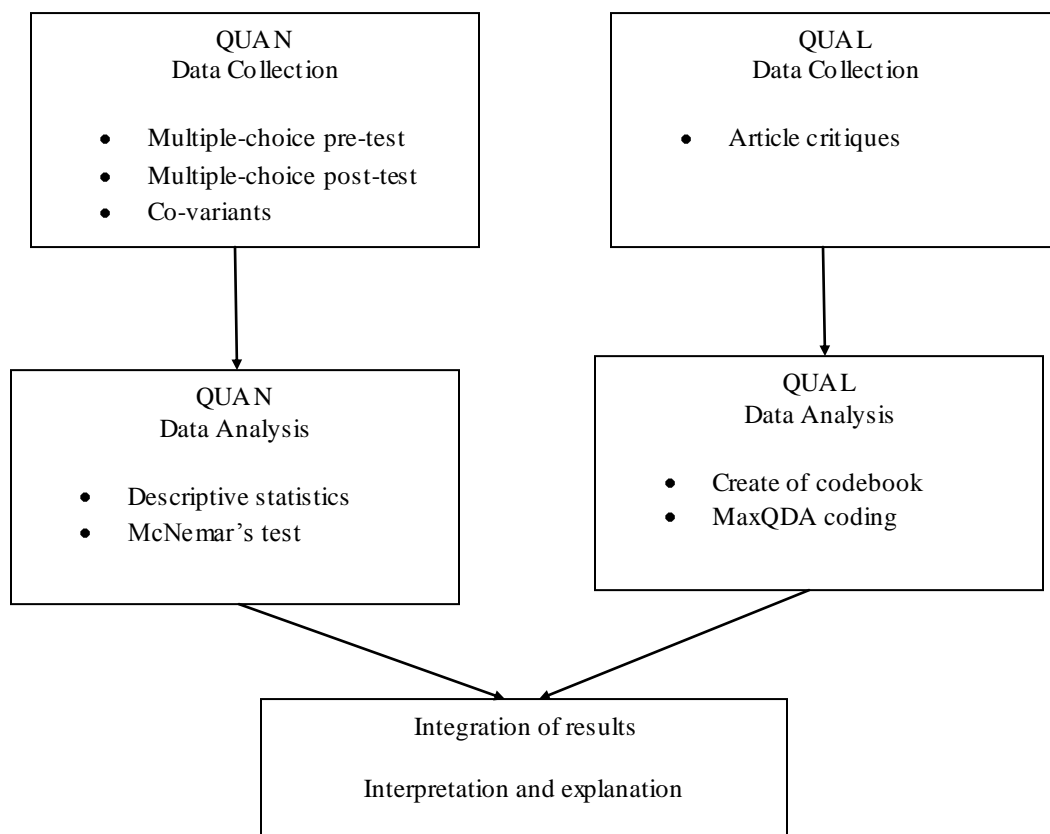 QUAN
Data Collection
• Multiple-choice pre-test
• Multiple-choice post-test
• Co-variants
QUAL
Data Collection
• Article critiques
QUAN
Data Analysis
• Descriptive statistics
• McNemar’s test
QUAL
Data Analysis
• Create of codebook
• MaxQDA coding
Integration of results
Interpretation and explanation